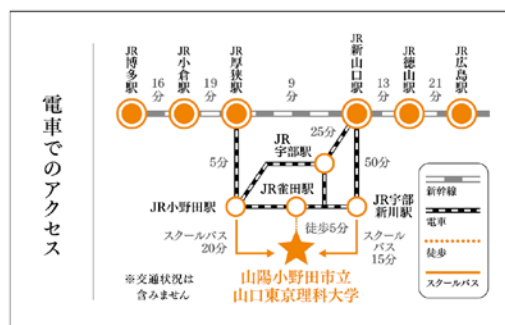 電車でのアクセス
JR博多駅
16分
JR小倉駅
19分
JR厚狭駅
9分
JR新山口駅
13分
JR徳山駅
21分
JR広島駅
25分
JR
宇部駅
5分
50分
JR雀田駅
JR小野田駅
JR宇部
新川駅
徒歩5分
スクールバス
20分
スクール
バス
15分
山陽小野田市立
山口東京理科大学
※交通状況は
含みません
新幹線
電車
徒歩
スクールバス